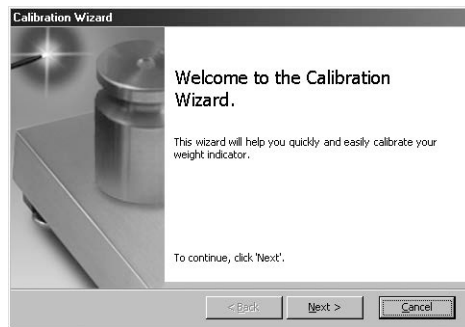 Calibration Wizard
Welcome to the Calibration
Wizard.
This wizard will help you quickly and easily calibrate your
weight indicator.
To continue, click 'Next'.
< Back
Next >
Cancel